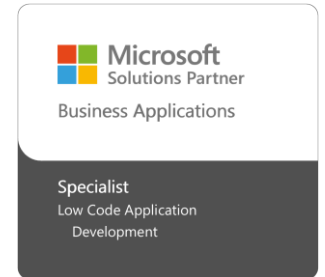 Microsoft
Solutions Partner
Business Applications
Specialist
Low Code Application
Development